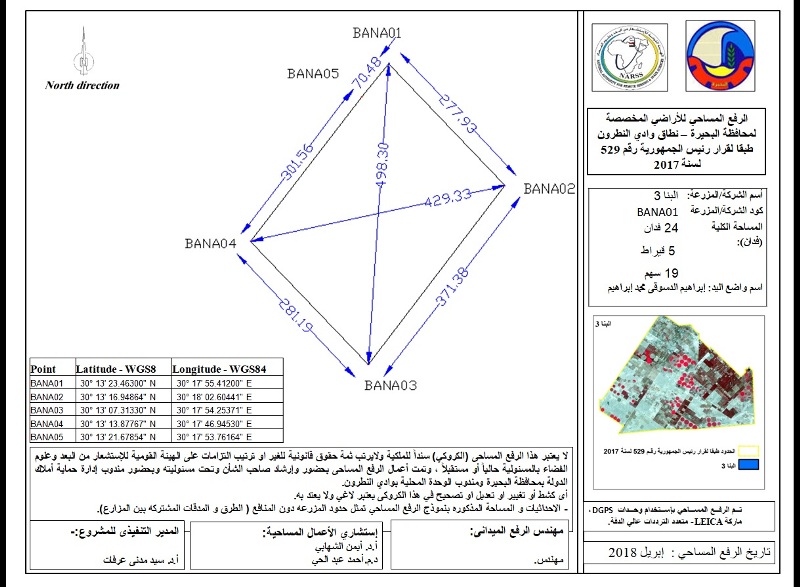 North direction
BANA01
BANA05
70.48
277.93
301.56
498.30
429.33
BANA02
BANA04
371.38
281.19
BANA03
Point Latitude - WGS8 Longitude - WGS84
BANA01 30° 13' 23.46300" N 30° 17' 55.41200" E
BANA02 30° 13' 16.94864" N 30° 18' 02.60441" E
BANA03 30° 13' 07.31330" N 30° 17' 54.25371" E
BANA04 30° 13' 13.87767" N 30° 17' 46.94530" E
BANA05 30° 13' 21.67854" N 30° 17' 53.76164" E
NARSS
الرفع المساحي للأراضي المخصصة
لمحافظة البحيرة – نطاق وادي النطرون
طبقا لقرار رئيس الجمهورية رقم 529
لسنة 2017
اسم الشركة/المزرعة: البنا 3
كود الشركة/المزرعة BANA01
المساحة الكلية 24 فدان
(فدان): 5 قيراط
19 سهم
اسم واضع اليد: إبراهيم الدسوقى محمد إبراهيم
البنا 3
الحدود طبقا لقرار رئيس الجمهورية رقم 529 لسنة 2017
البنا 3
تم الرفع المساحي بإستخدام وحدات DGPS ،
ماركة LEICA - متعدد الترددات عالي الدقة.
تاريخ الرفع المساحي : إبريل 2018
لا يعتبر هذا الرفع المساحى (الكروكي) سنداً للملكية ولايرتب ثمة حقوق قانونية للغير او ترتيب التزامات على الهيئة القومية للإستشعار من البعد وعلوم
الفضاء بالمسئولية حالياً أو مستقبلاً ، وتمت أعمال الرفع المساحى بحضور وإرشاد صاحب الشأن وتحت مسئوليته وبحضور مندوب إدارة حماية أملاك
الدولة بمحافظة البحيرة ومندوب الوحدة المحلية بوادي النطرون.
أى كشط أو تغيير او تعديل او تصحيح في هذا الكروكى يعتبر لاغي ولا يعتد به.
- الاحداثيات و المساحة المذكوره بنموذج الرفع المساحي تمثل حدود المزرعه دون المنافع ( الطرق و المدقات المشتركه بين المزارع).
مهندس الرفع الميدانى:
مهندس.
إستشاري الأعمال المساحية:
أ.د. أيمن الشهابي
د.م.أحمد عبد الحي
المدير التنفيذى للمشروع:-
أ.د. سيد مدنى عرفات